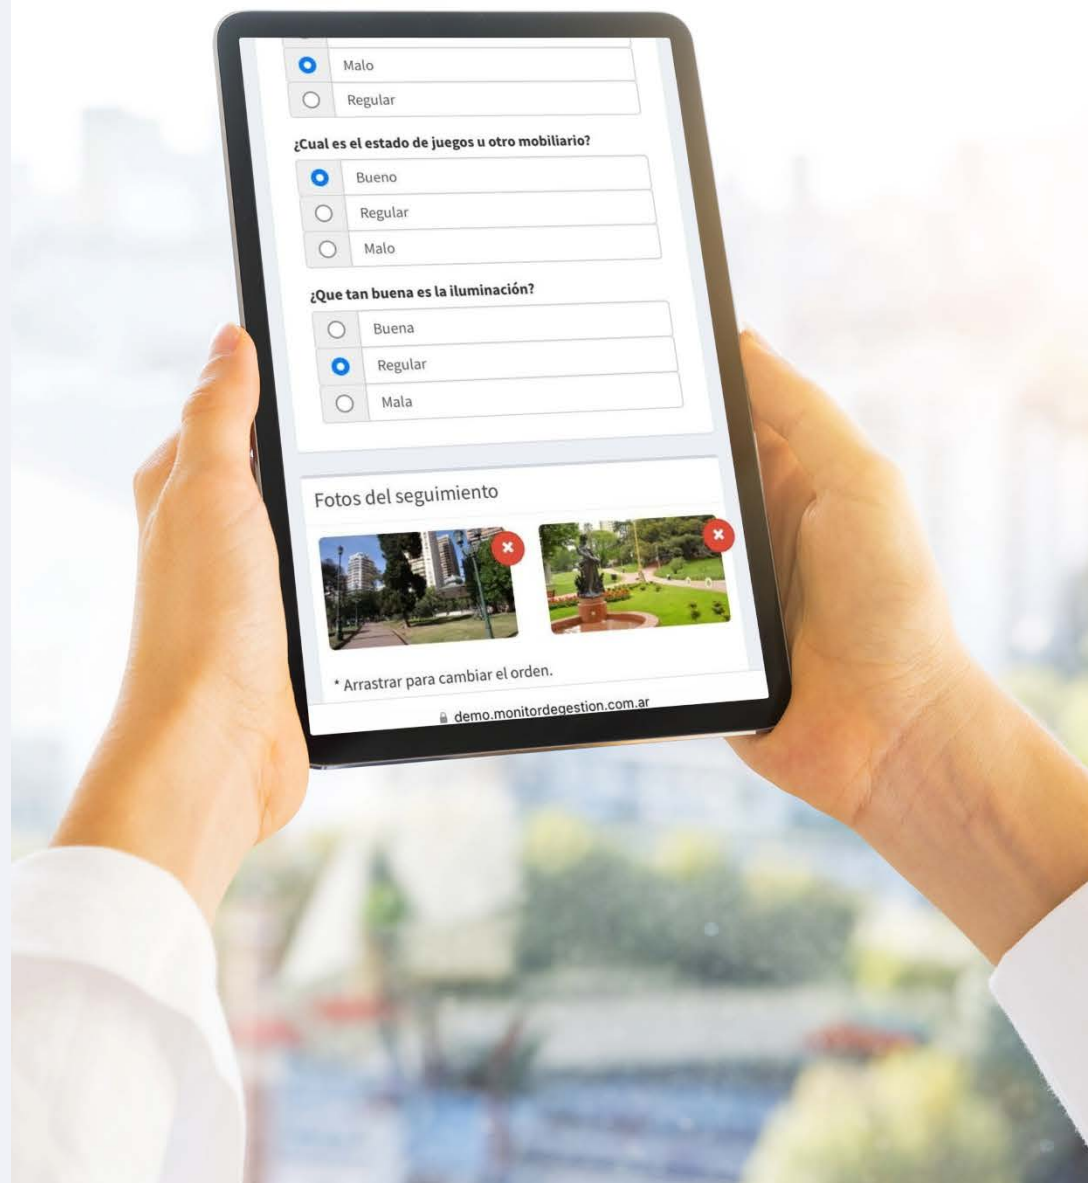 Malo
Regular
¿Cual es el estado de juegos u otro mobiliario?
Bueno
Regular
Malo
¿Que tan buena es la iluminación?
Buena
Regular
Mala
Fotos del seguimiento
* Arrastrar para cambiar el orden.
demo.monitordegestion.com.ar